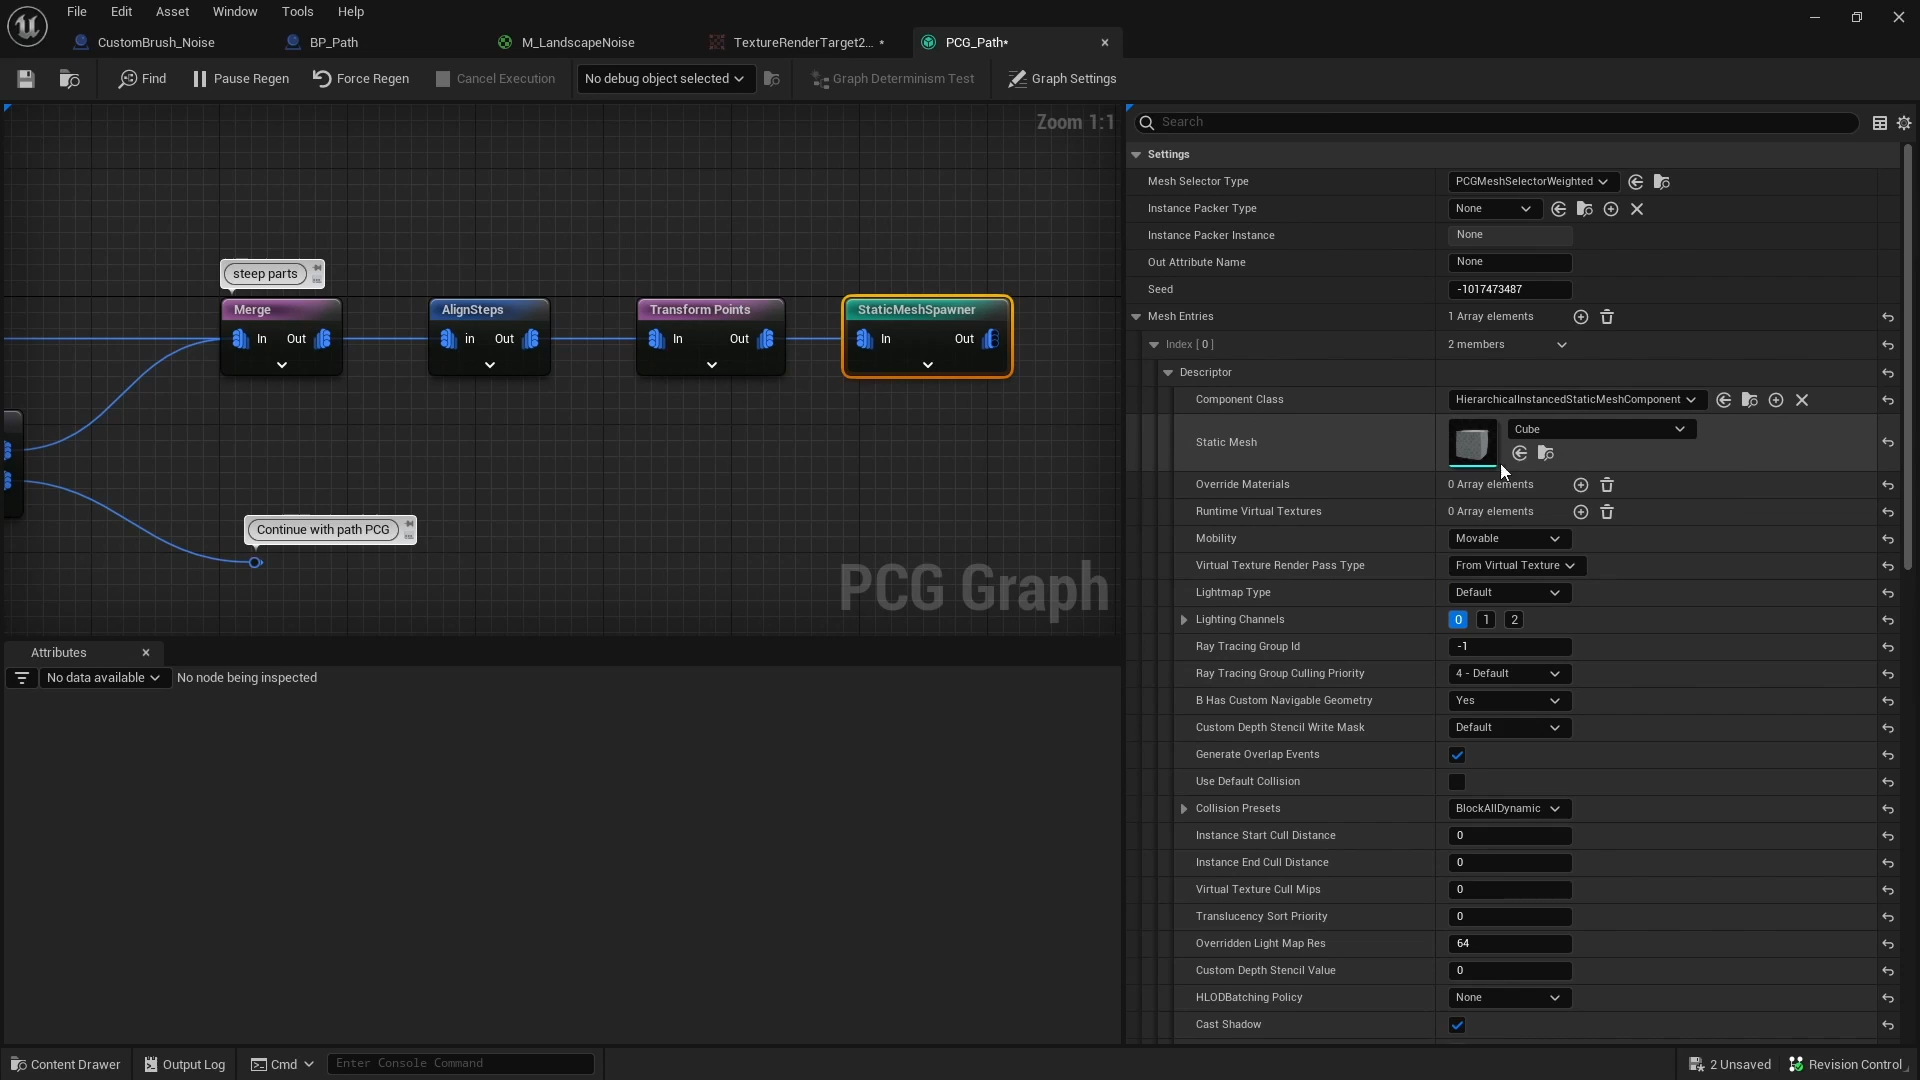 File Edit Asset Window Tools Help
CustomBrush_Noise BP_Path M_LandscapeNoise TextureRenderTarget2... * PCG_Path*
Find Pause Regen Force Regen Cancel Execution No debug object selected Graph Determinism Test Graph Settings
Zoom 1:1
steep parts
Merge
In Out
AlignSteps
in Out
Transform Points
In Out
StaticMeshSpawner
In Out
Continue with path PCG
PCG Graph
Attributes
No data available No node being inspected
Search
Settings
Mesh Selector Type PCGMeshSelectorWeighted
Instance Packer Type None
Instance Packer Instance None
Out Attribute Name None
Seed -1017473487
Mesh Entries 1 Array elements
Index [ 0 ] 2 members
Descriptor
Component Class HierarchicalInstancedStaticMeshComponent
Static Mesh Cube
Override Materials 0 Array elements
Runtime Virtual Textures 0 Array elements
Mobility Movable
Virtual Texture Render Pass Type From Virtual Texture
Lightmap Type Default
Lighting Channels 0 1 2
Ray Tracing Group Id -1
Ray Tracing Group Culling Priority 4 - Default
B Has Custom Navigable Geometry Yes
Custom Depth Stencil Write Mask Default
Generate Overlap Events
Use Default Collision
Collision Presets BlockAllDynamic
Instance Start Cull Distance 0
Instance End Cull Distance 0
Virtual Texture Cull Mips 0
Translucency Sort Priority 0
Overridden Light Map Res 64
Custom Depth Stencil Value 0
HLODBatching Policy None
Cast Shadow
Content Drawer Output Log Cmd Enter Console Command 2 Unsaved Revision Control